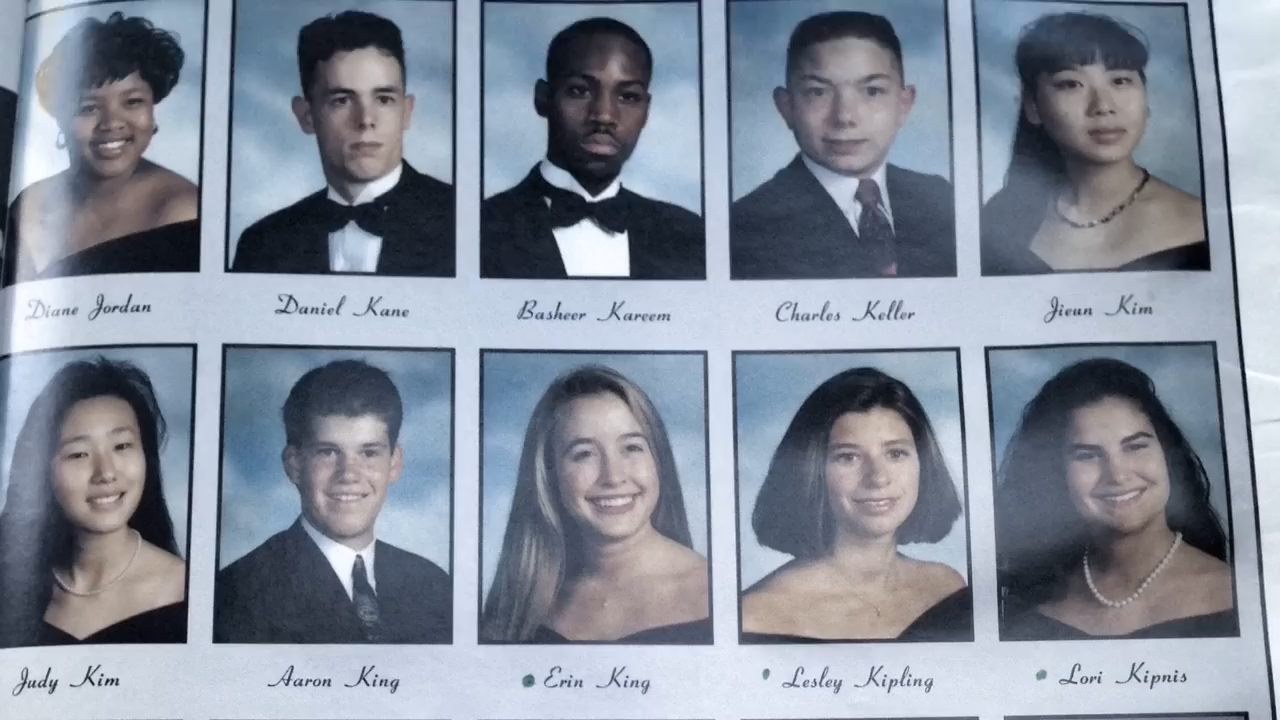 Diane Jordan
Daniel Kane
Basheer Kareem
Charles Keller
Jieun Kim
Judy Kim
Aaron King
Erin King
Lesley Kipling
Lori Kipnis